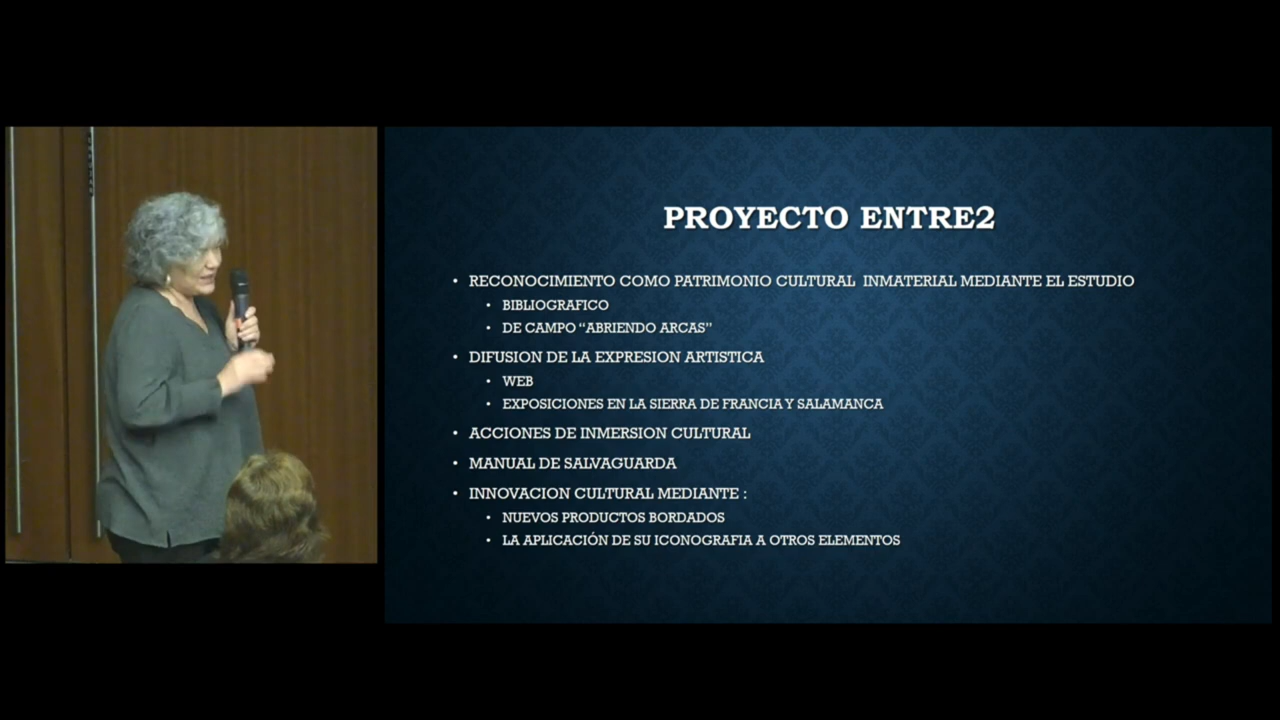 PROYECTO ENTRE2
• RECONOCIMIENTO COMO PATRIMONIO CULTURAL INMATERIAL MEDIANTE EL ESTUDIO
• BIBLIOGRAFICO
• DE CAMPO “ABRIENDO ARCAS”
• DIFUSION DE LA EXPRESION ARTISTICA
• WEB
• EXPOSICIONES EN LA SIERRA DE FRANCIA Y SALAMANCA
• ACCIONES DE INMERSION CULTURAL
• MANUAL DE SALVAGUARDA
• INNOVACION CULTURAL MEDIANTE :
• NUEVOS PRODUCTOS BORDADOS
• LA APLICACIÓN DE SU ICONOGRAFIA A OTROS ELEMENTOS